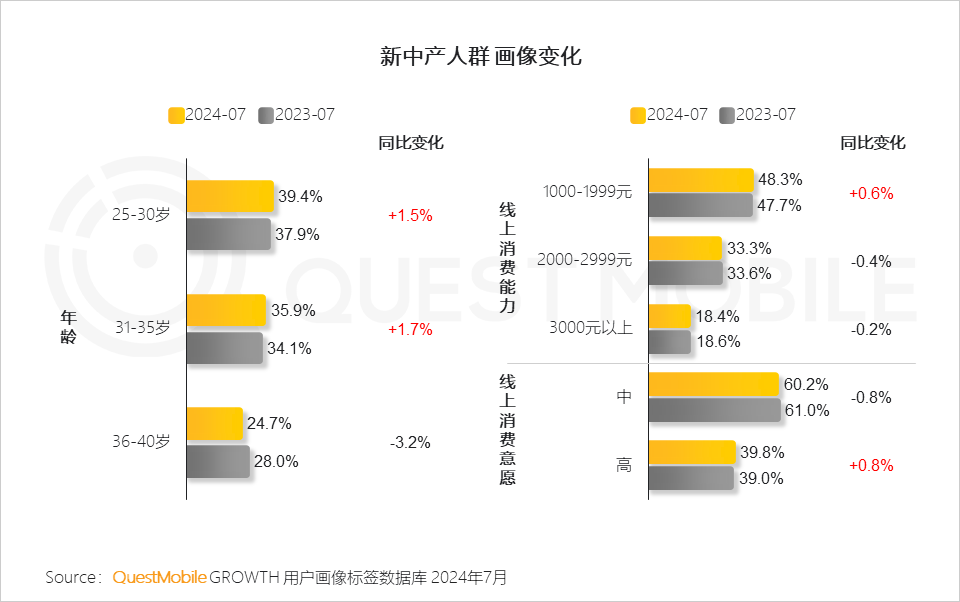 新中产人群 画像变化
2024-07 2023-07
同比变化
年龄
25-30岁 39.4% 37.9% +1.5%
31-35岁 35.9% 34.1% +1.7%
36-40岁 24.7% 28.0% -3.2%
2024-07 2023-07
同比变化
线上消费能力
1000-1999元 48.3% 47.7% +0.6%
2000-2999元 33.3% 33.6% -0.4%
3000元以上 18.4% 18.6% -0.2%
线上消费意愿
中 60.2% 61.0% -0.8%
高 39.8% 39.0% +0.8%
QUEST MOBILE
Source：QuestMobile GROWTH 用户画像标签数据库 2024年7月